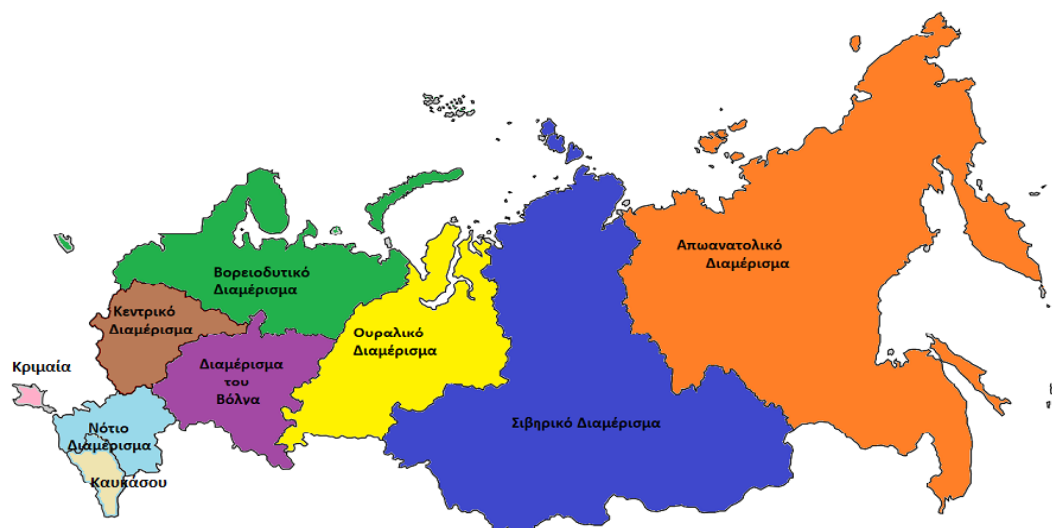 Απωανατολικό
Διαμέρισμα
Βορειοδυτικό
Διαμέρισμα
Κεντρικό
Διαμέρισμα
Ουραλικό
Διαμέρισμα
Κριμαία
Διαμέρισμα
του
Βόλγα
Σιβηρικό Διαμέρισμα
Νότιο
Διαμέρισμα
Καυκάσου